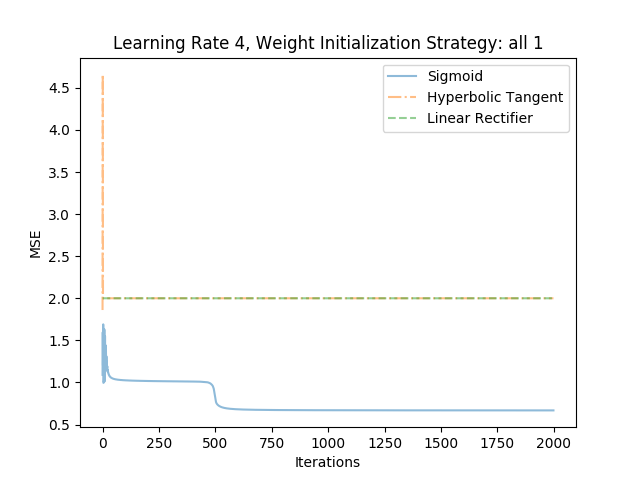 Learning Rate 4, Weight Initialization Strategy: all 1
Sigmoid
Hyperbolic Tangent
Linear Rectifier
MSE
4.5
4.0
3.5
3.0
2.5
2.0
1.5
1.0
0.5
0 250 500 750 1000 1250 1500 1750 2000
Iterations